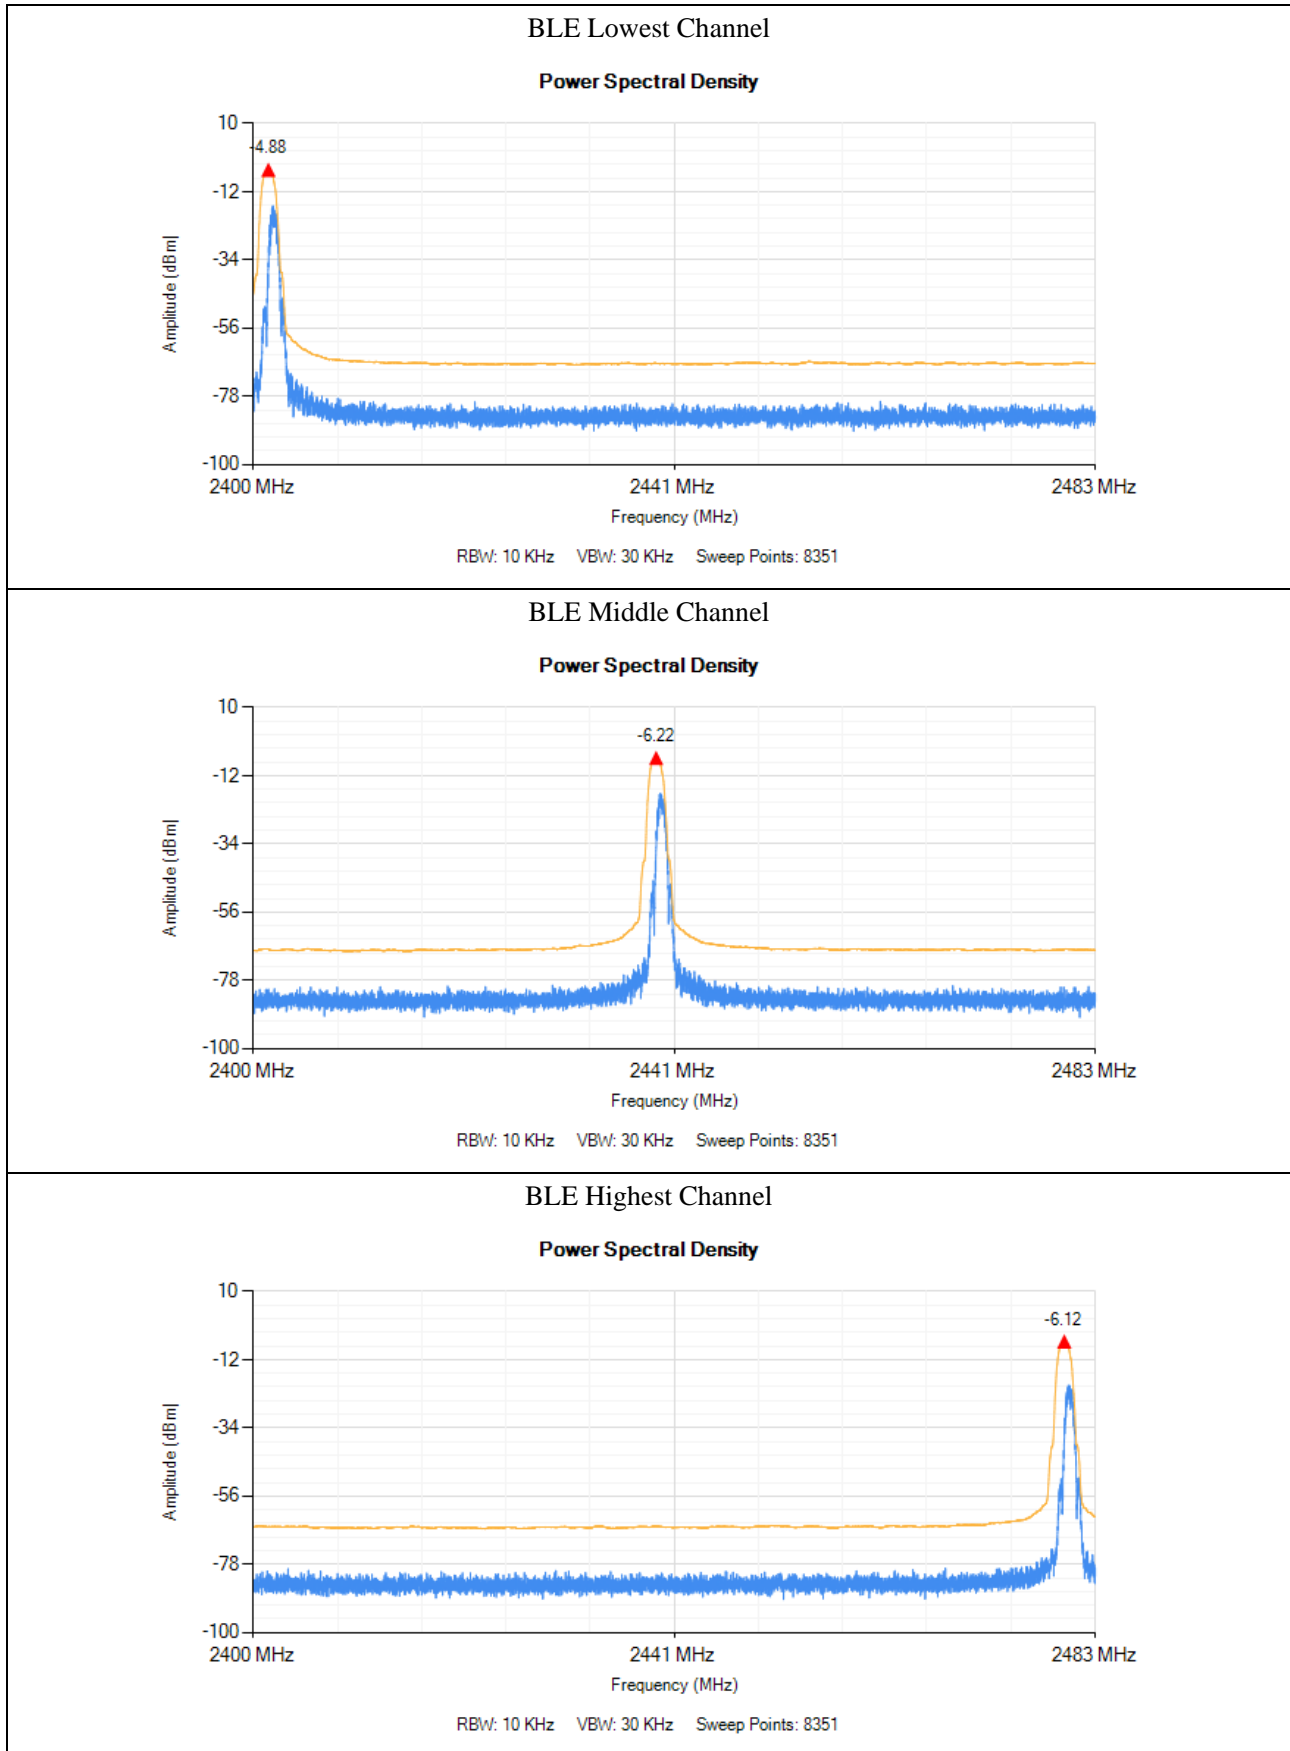 BLE Lowest Channel
Power Spectral Density
10
-4.88
-12
-34
-56
-78
-100
Amplitude [dBm]
2400 MHz 2441 MHz 2483 MHz
Frequency (MHz)
RBW: 10 KHz VBW: 30 KHz Sweep Points: 8351
BLE Middle Channel
Power Spectral Density
10
-6.22
-12
-34
-56
-78
-100
Amplitude [dBm]
2400 MHz 2441 MHz 2483 MHz
Frequency (MHz)
RBW: 10 KHz VBW: 30 KHz Sweep Points: 8351
BLE Highest Channel
Power Spectral Density
10
-6.12
-12
-34
-56
-78
-100
Amplitude [dBm]
2400 MHz 2441 MHz 2483 MHz
Frequency (MHz)
RBW: 10 KHz VBW: 30 KHz Sweep Points: 8351